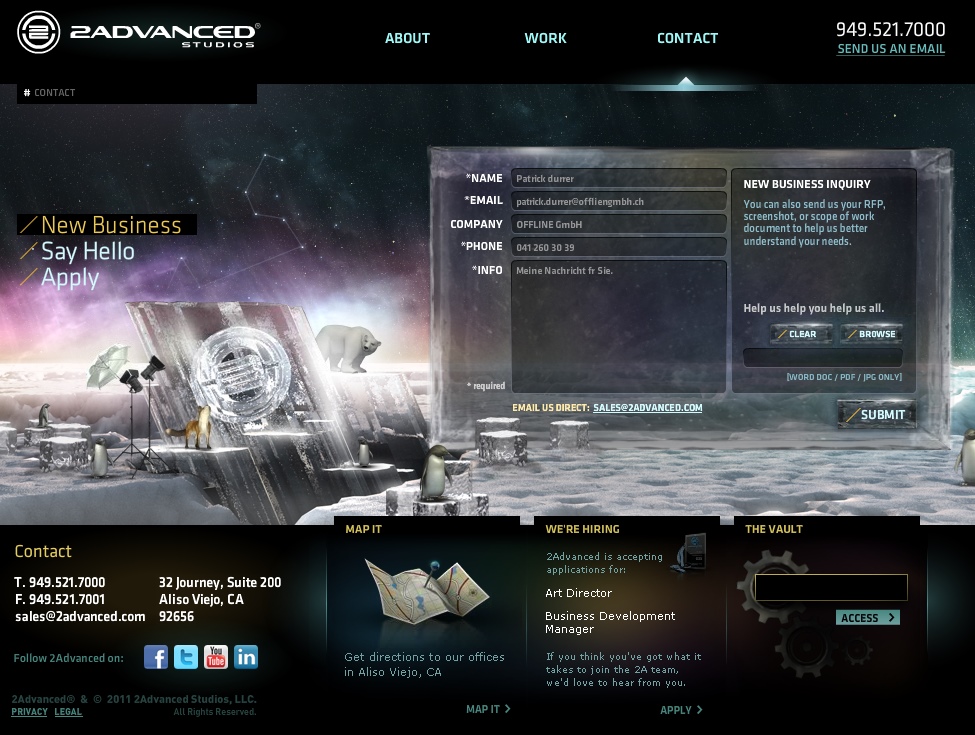 2ADVANCED®
STUDIOS
ABOUT
WORK
CONTACT
949.521.7000
SEND US AN EMAIL
# CONTACT
New Business
Say Hello
Apply
*NAME
Patrick durrer
*EMAIL
patrick.durrer@offliengmbh.ch
COMPANY
OFFLINE GmbH
*PHONE
041 260 30 39
*INFO
Meine Nachricht fr Sie.
* required
EMAIL US DIRECT: SALES@2ADVANCED.COM
NEW BUSINESS INQUIRY
You can also send us your RFP,
screenshot, or scope of work
document to help us better
understand your needs.
Help us help you help us all.
CLEAR
BROWSE
[WORD DOC / PDF / JPG ONLY]
SUBMIT
Contact
T. 949.521.7000
F. 949.521.7001
sales@2advanced.com
32 Journey, Suite 200
Aliso Viejo, CA
92656
Follow 2Advanced on:
f
t
You Tube
in
2Advanced® & © 2011 2Advanced Studios, LLC.
PRIVACY LEGAL
All Rights Reserved.
MAP IT
Get directions to our offices
in Aliso Viejo, CA
MAP IT >
WE'RE HIRING
2Advanced is accepting
applications for:
Art Director
Business Development
Manager
If you think you've got what it
takes to join the 2A team,
we'd love to hear from you.
APPLY >
THE VAULT
ACCESS >